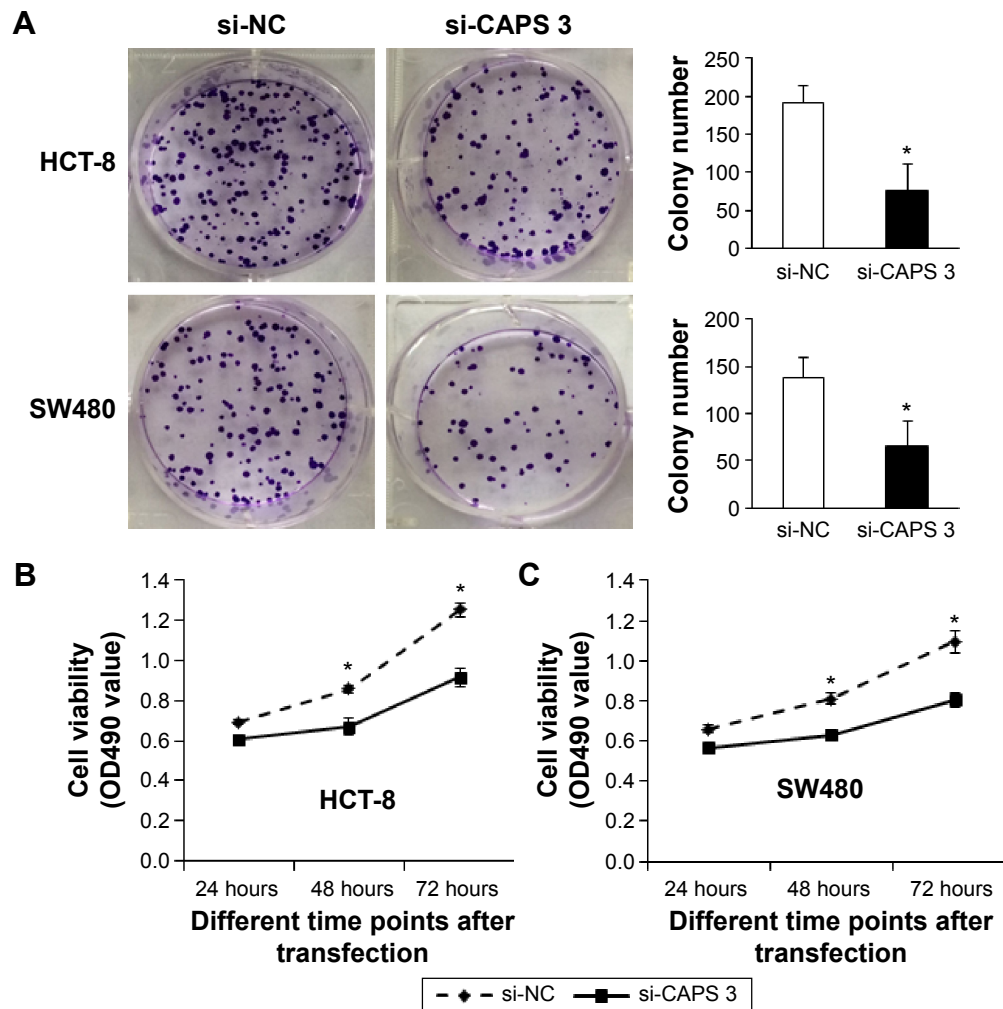 A
si-NC
si-CAPS 3
HCT-8
SW480
Colony number
250
200
150
100
50
0
*
si-NC
si-CAPS 3
Colony number
200
150
100
50
0
*
si-NC
si-CAPS 3
B
Cell viability
(OD490 value)
1.4
1.2
1.0
0.8
0.6
0.4
0.2
0.0
*
*
HCT-8
24 hours
48 hours
72 hours
Different time points after
transfection
C
Cell viability
(OD490 value)
1.4
1.2
1.0
0.8
0.6
0.4
0.2
0.0
*
*
SW480
24 hours
48 hours
72 hours
Different time points after
transfection
si-NC
si-CAPS 3